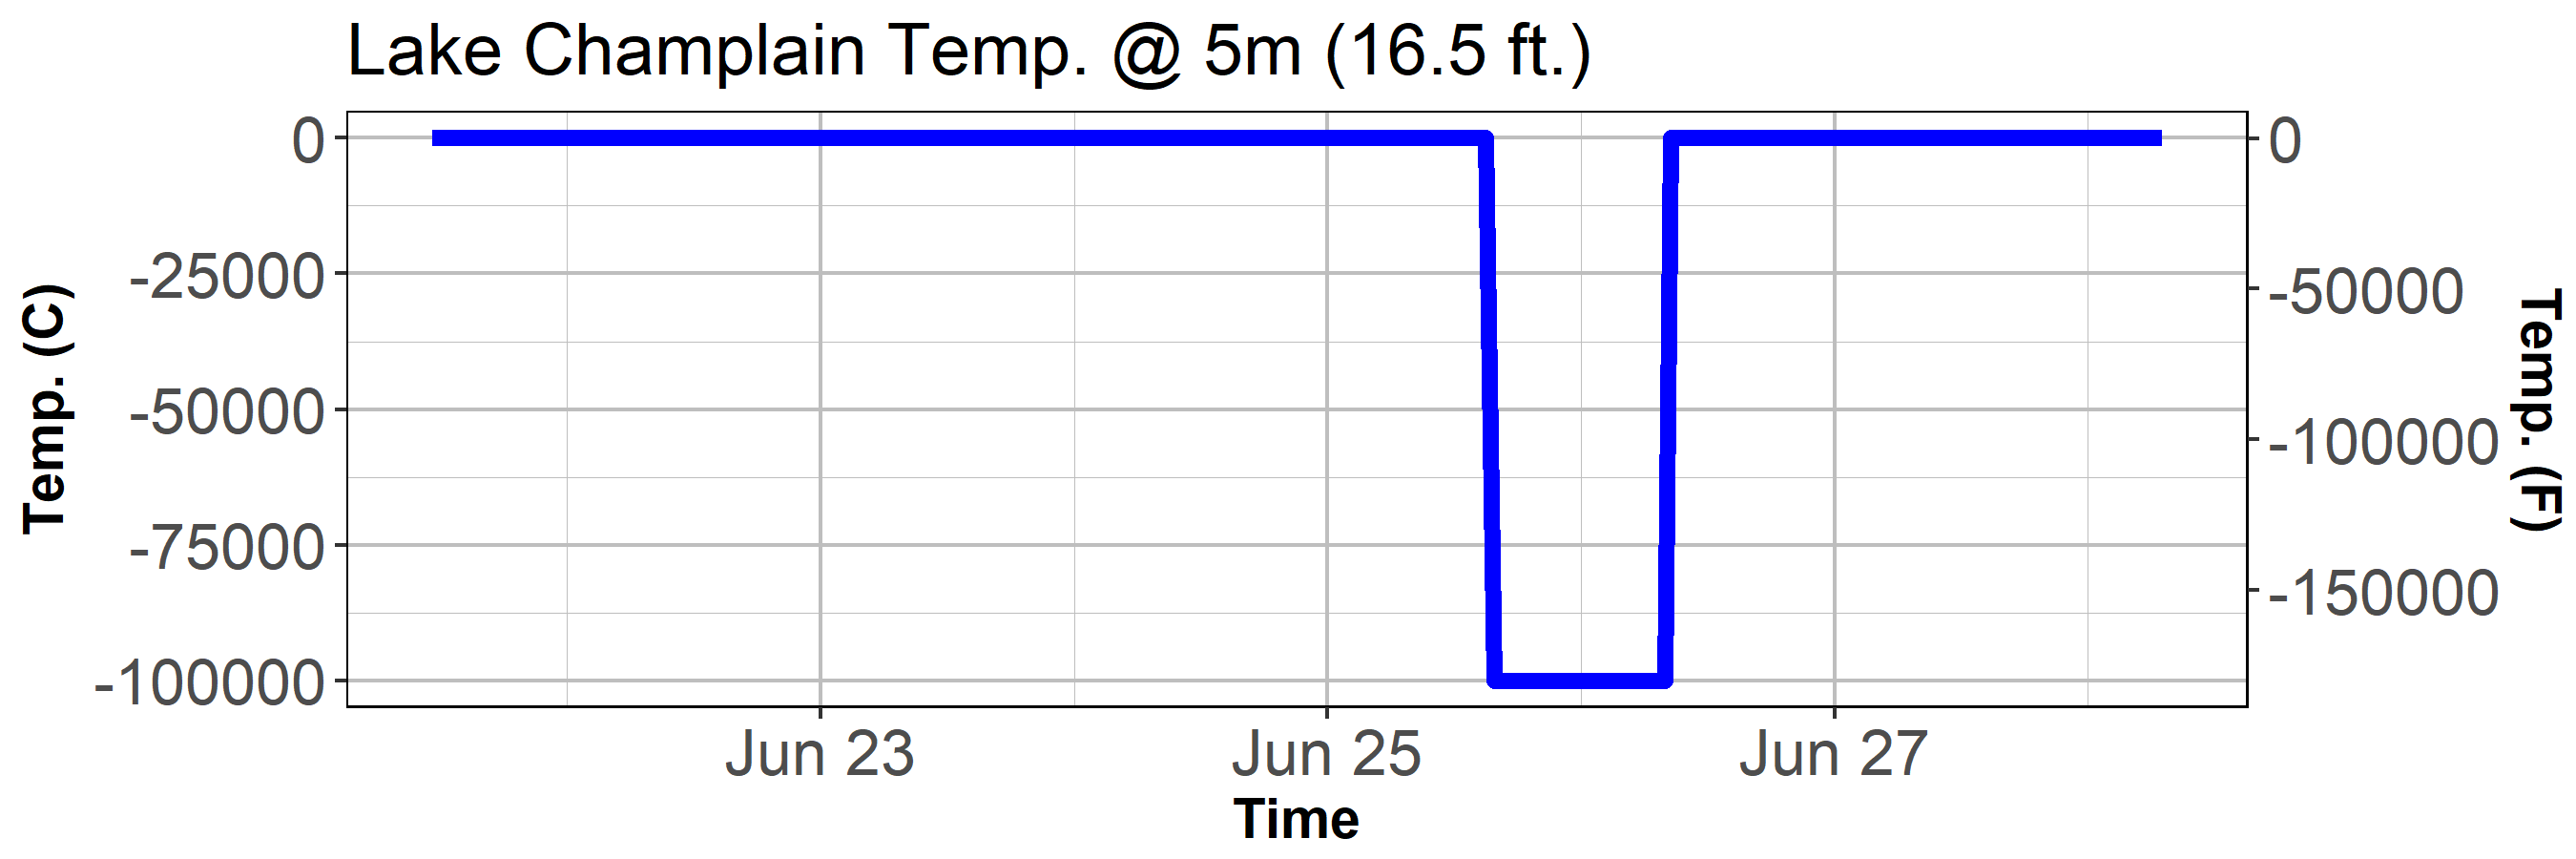 Lake Champlain Temp. @ 5m (16.5 ft.)
Temp. (C)
0
-25000
-50000
-75000
-100000
0
-50000
-100000
-150000
Temp. (F)
Jun 23 Jun 25 Jun 27
Time